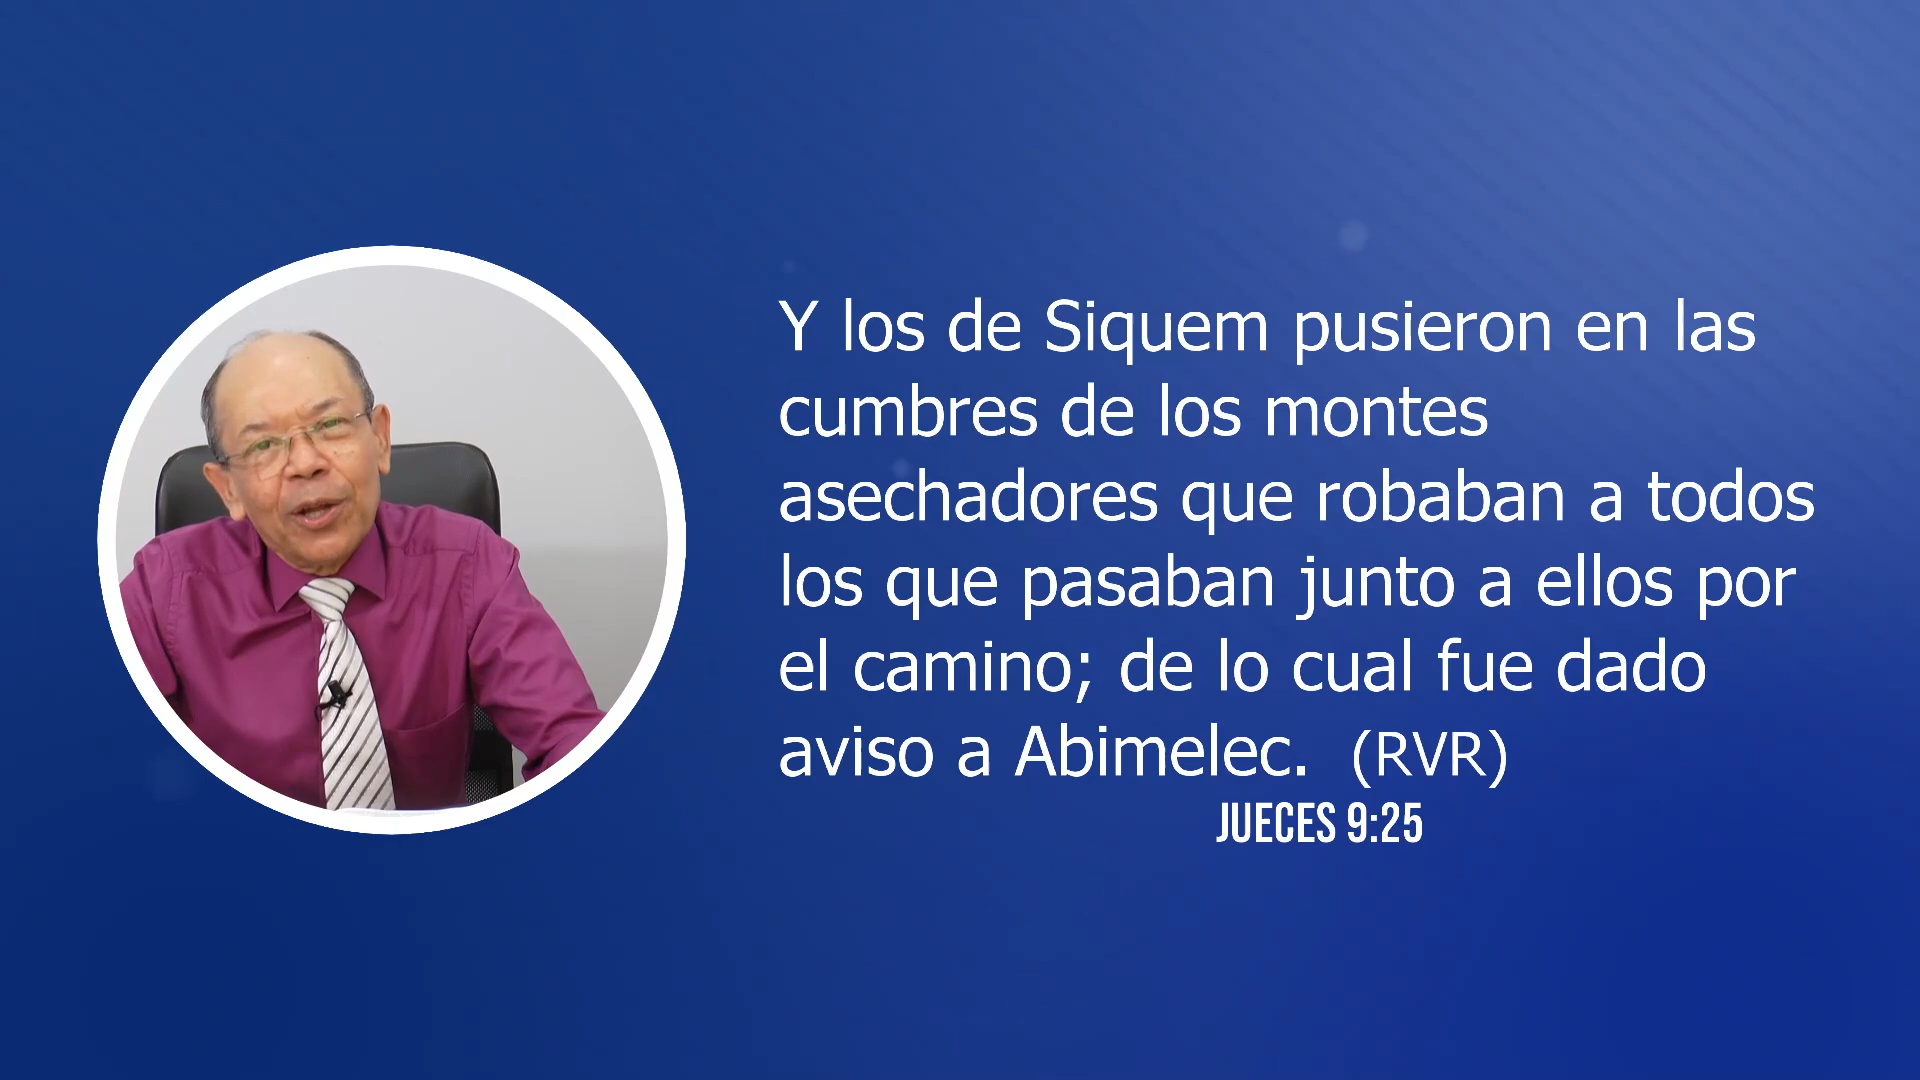 Y los de Siquem pusieron en las
cumbres de los montes
asechadores que robaban a todos
los que pasaban junto a ellos por
el camino; de lo cual fue dado
aviso a Abimelec.  (RVR)
JUECES 9:25